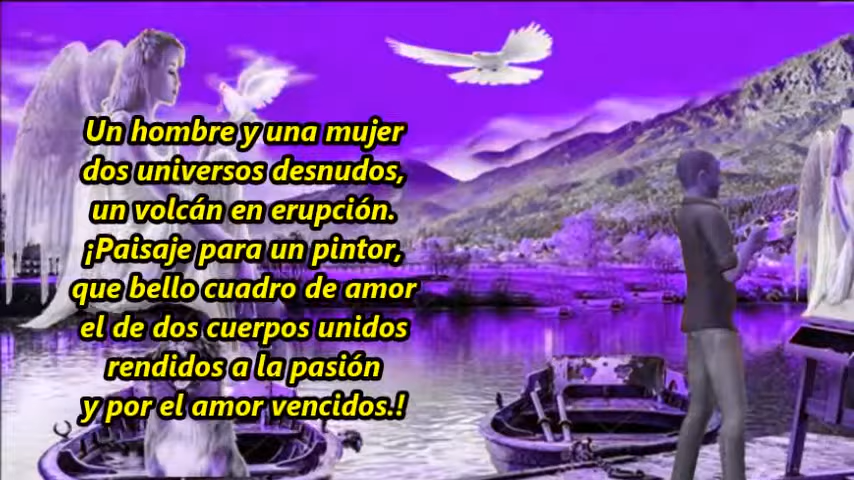 Un hombre y una mujer
dos universos desnudos,
un volcán en erupción.
¡Paisaje para un pintor,
que bello cuadro de amor
el de dos cuerpos unidos
rendidos a la pasión
y por el amor vencidos.!